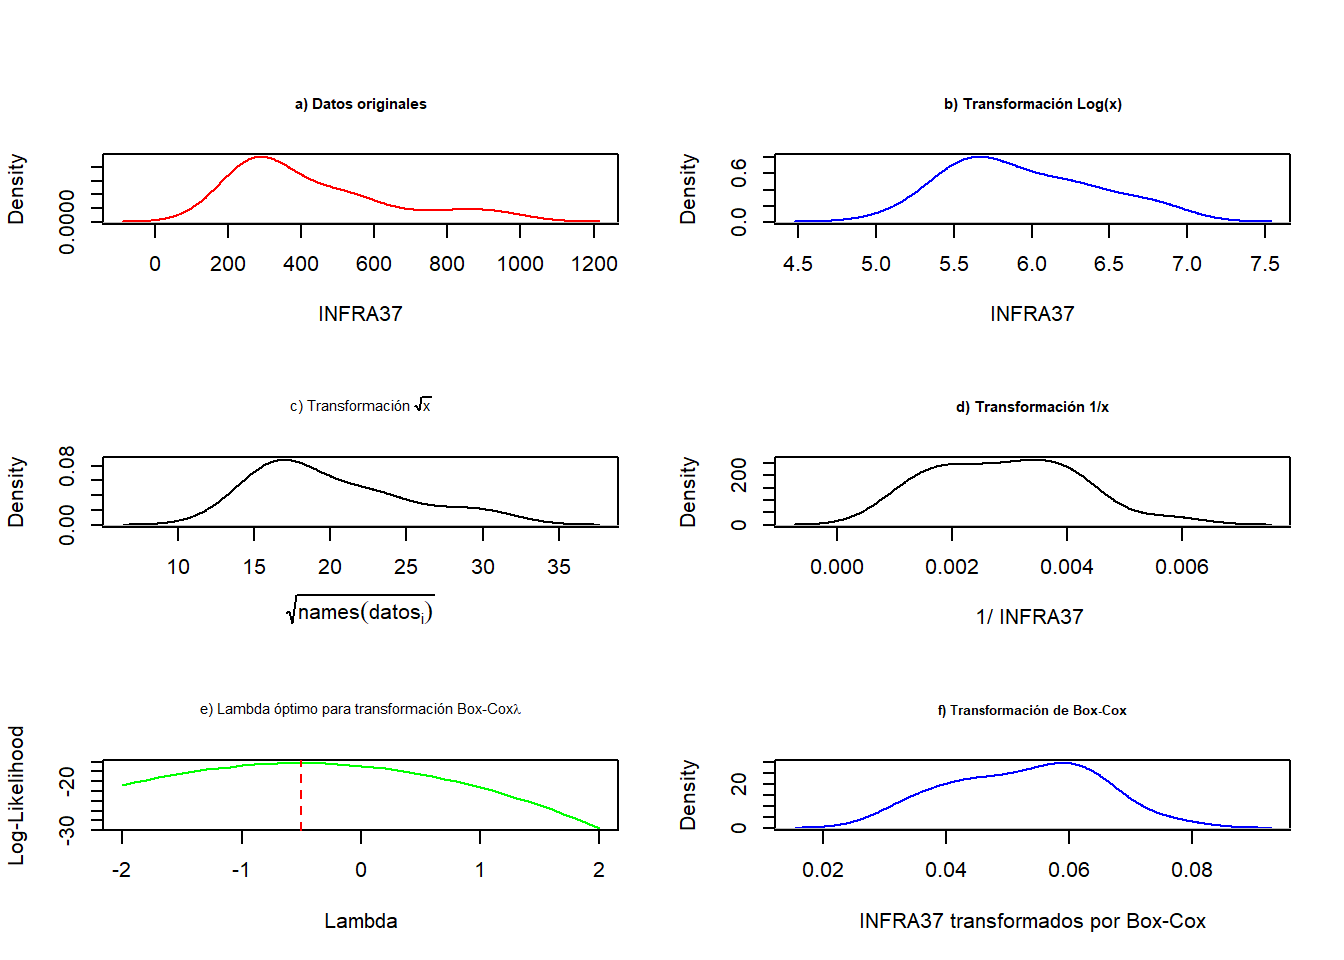 a) Datos originales
Density
0.000
0 200 400 600 800 1000 1200
INFRA37
b) Transformación Log(x)
Density
0.0 0.6
4.5 5.0 5.5 6.0 6.5 7.0 7.5
INFRA37
c) Transformación √x
Density
0.00 0.08
10 15 20 25 30 35
√names(datosᵢ)
d) Transformación 1/x
Density
0 200
0.000 0.002 0.004 0.006
1/ INFRA37
e) Lambda óptimo para transformación Box-Coxλ
Log-Likelihood
-30 -20
-2 -1 0 1 2
Lambda
f) Transformación de Box-Cox
Density
0 20
0.02 0.04 0.06 0.08
INFRA37 transformados por Box-Cox